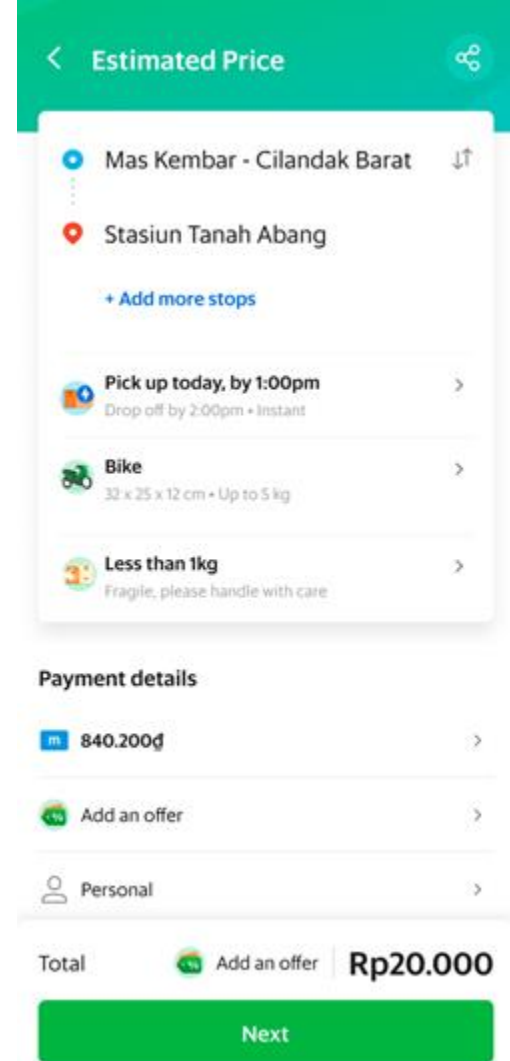 Estimated Price
Mas Kembar - Cilandak Barat
Stasiun Tanah Abang
+ Add more stops
Pick up today, by 1:00pm
Drop off by 2:00pm • Instant
Bike
32 x 25 x 12 cm • Up to 5 kg
Less than 1kg
Fragile, please handle with care
Payment details
m 840.200₫
Add an offer
Personal
Total Add an offer Rp20.000
Next